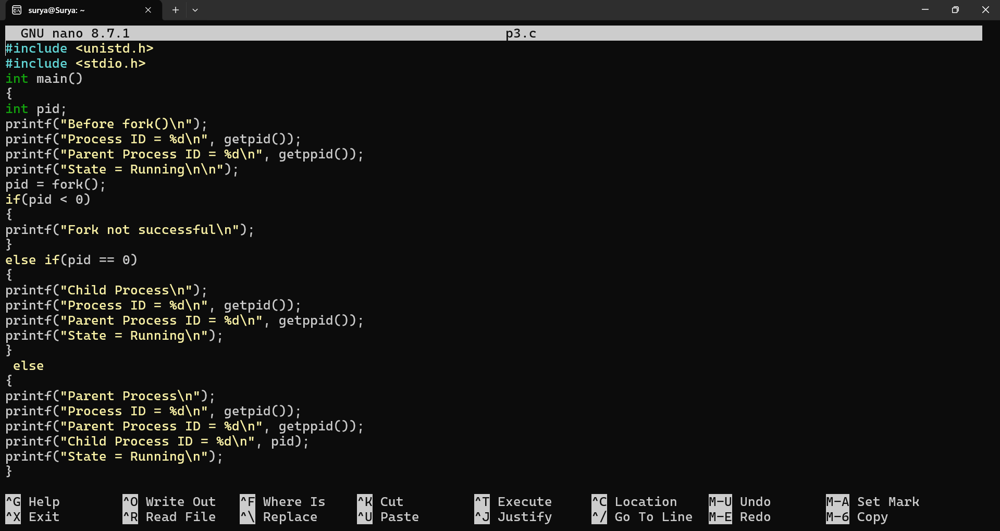 surya@Surya: ~
GNU nano 8.7.1 p3.c
#include <unistd.h>
#include <stdio.h>
int main()
{
int pid;
printf("Before fork()\n");
printf("Process ID = %d\n", getpid());
printf("Parent Process ID = %d\n", getppid());
printf("State = Running\n\n");
pid = fork();
if(pid < 0)
{
printf("Fork not successful\n");
}
else if(pid == 0)
{
printf("Child Process\n");
printf("Process ID = %d\n", getpid());
printf("Parent Process ID = %d\n", getppid());
printf("State = Running\n");
}
 else
{
printf("Parent Process\n");
printf("Process ID = %d\n", getpid());
printf("Parent Process ID = %d\n", getppid());
printf("Child Process ID = %d\n", pid);
printf("State = Running\n");
}
^G Help ^O Write Out ^F Where Is ^K Cut ^T Execute ^C Location M-U Undo M-A Set Mark
^X Exit ^R Read File ^\ Replace ^U Paste ^J Justify ^/ Go To Line M-E Redo M-6 Copy